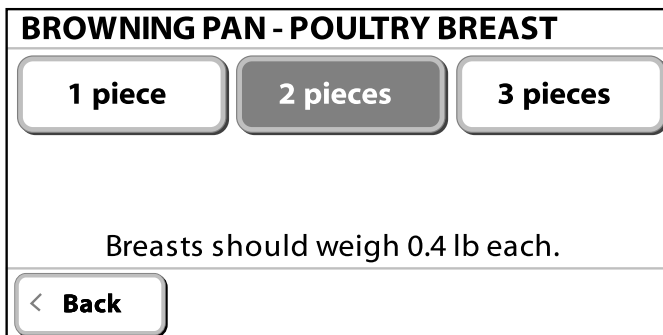 BROWNING PAN - POULTRY BREAST
1 piece 2 pieces 3 pieces
Breasts should weigh 0.4 lb each.
< Back